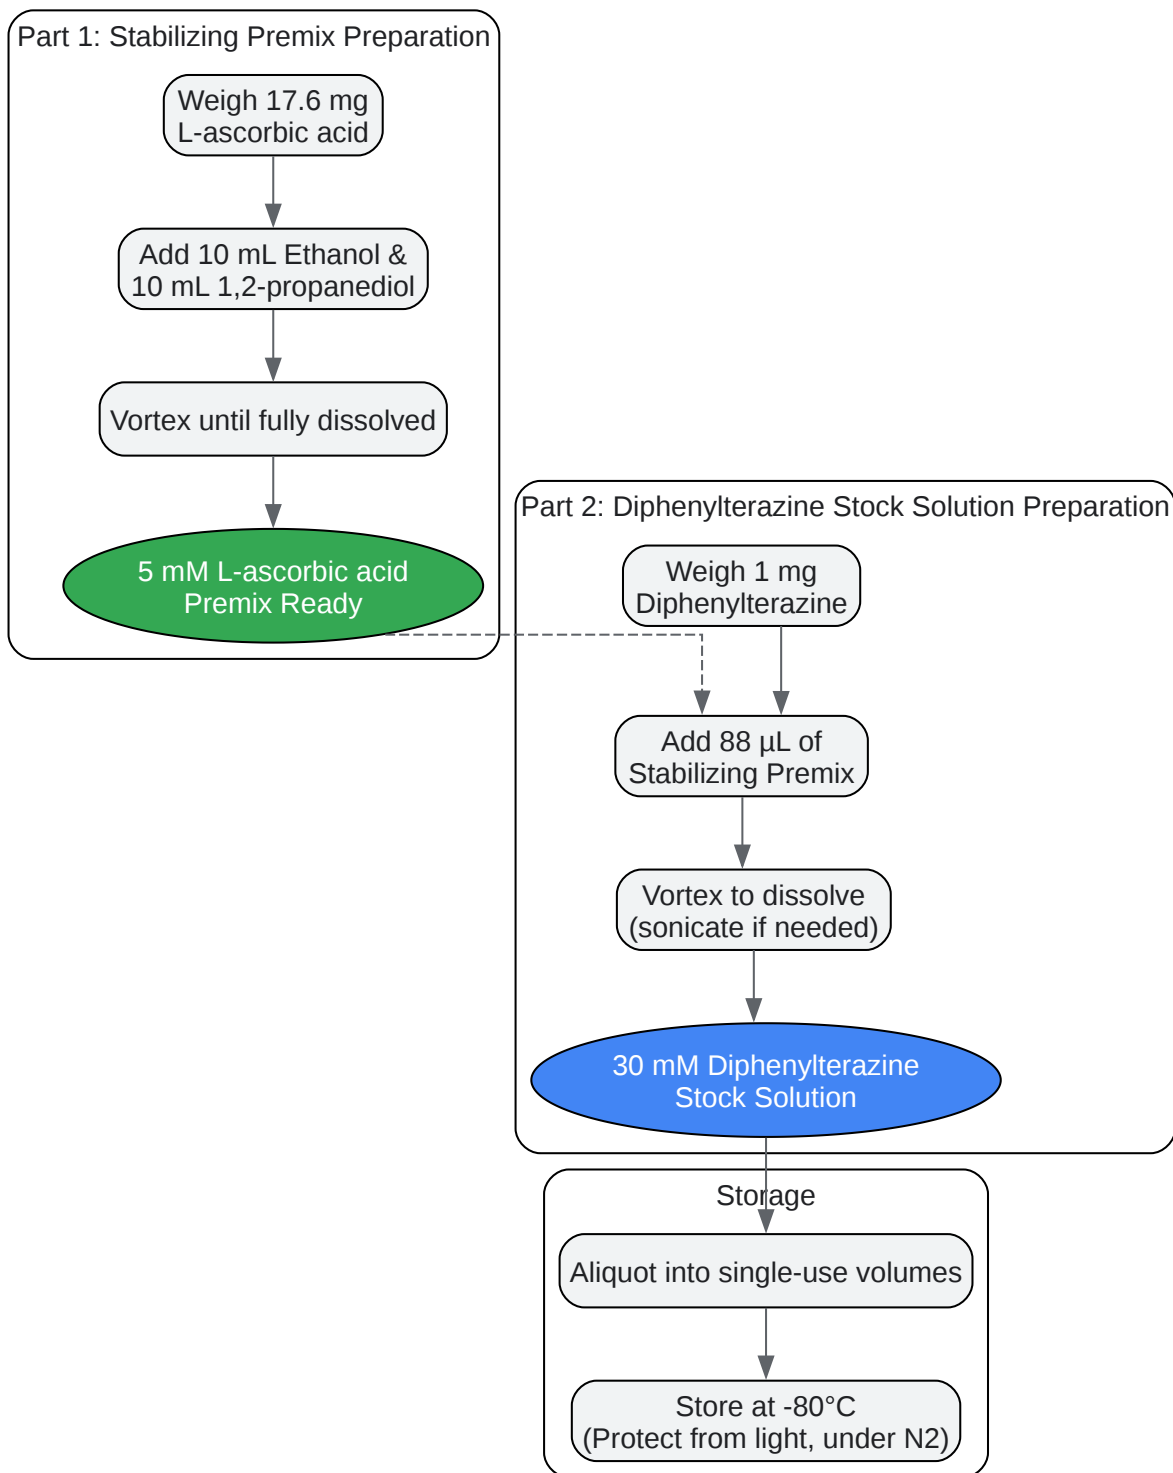 Part 1: Stabilizing Premix Preparation
Weigh 17.6 mg
L-ascorbic acid
Add 10 mL Ethanol &
10 mL 1,2-propanediol
Vortex until fully dissolved
5 mM L-ascorbic acid
Premix Ready
Part 2: Diphenylterazine Stock Solution Preparation
Weigh 1 mg
Diphenylterazine
Add 88 µL of
Stabilizing Premix
Vortex to dissolve
(sonicate if needed)
30 mM Diphenylterazine
Stock Solution
Storage
Aliquot into single-use volumes
Store at -80°C
(Protect from light, under N2)